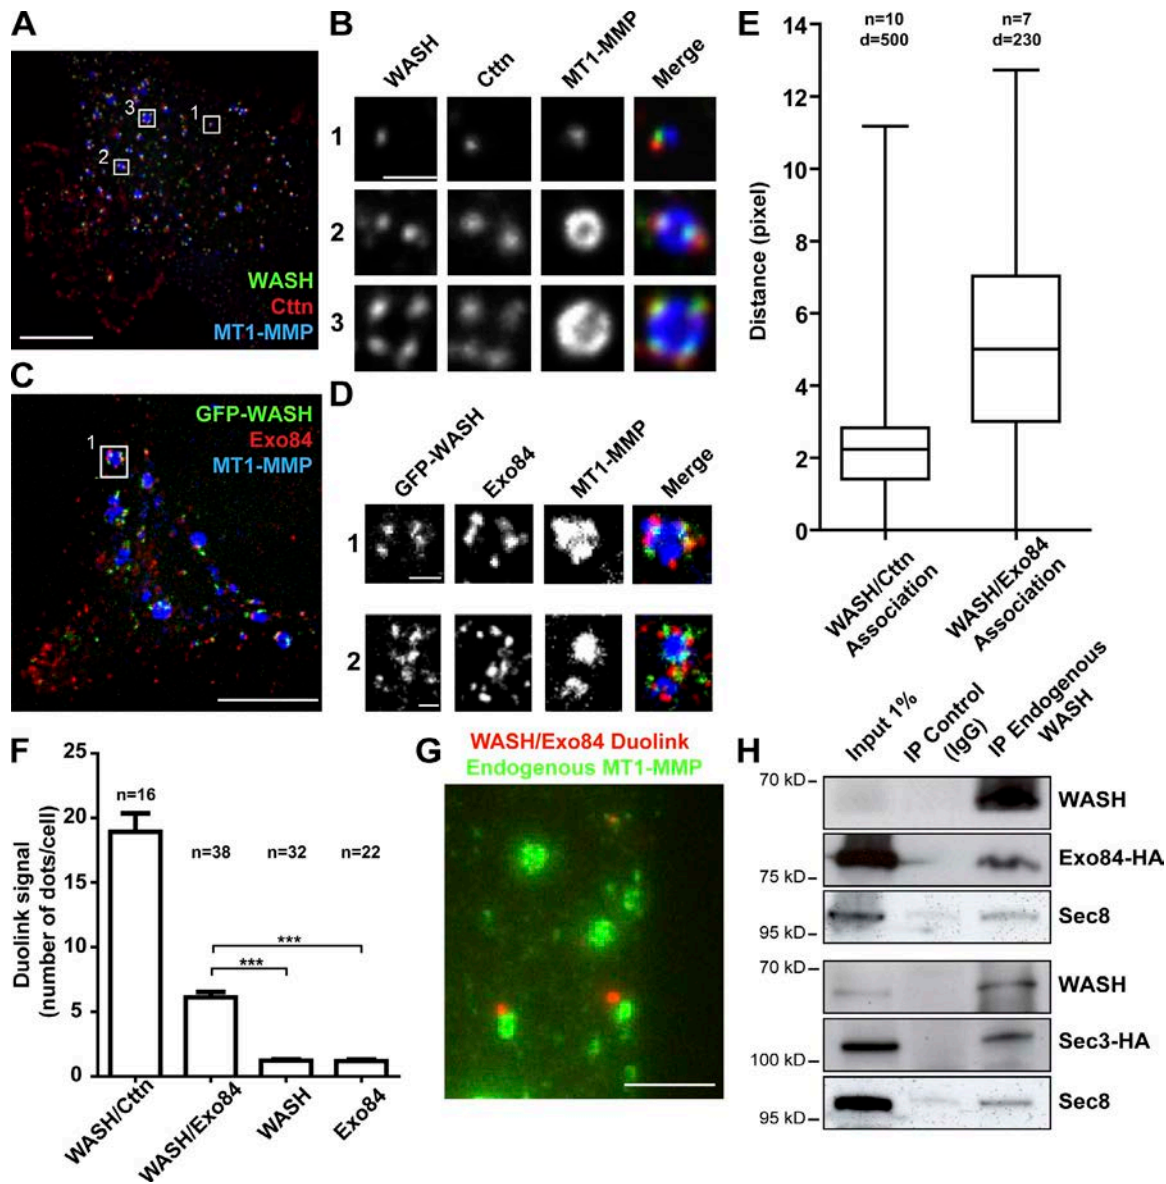 A
3
1
2
WASH
Cttn
MT1-MMP
B
WASH
Cttn
MT1-MMP
Merge
1
2
3
C
1
GFP-WASH
Exo84
MT1-MMP
D
GFP-WASH
Exo84
MT1-MMP
Merge
1
2
E
n=10
d=500
n=7
d=230
Distance (pixel)
14
12
10
8
6
4
2
0
WASH/Cttn
Association
WASH/Exo84
Association
F
Duolink signal
(number of dots/cell)
25
20
15
10
5
0
n=16
n=38
n=32
n=22
***
***
WASH/Cttn
WASH/Exo84
WASH
Exo84
G
WASH/Exo84 Duolink
Endogenous MT1-MMP
H
Input 1%
IP Control
(IgG)
IP Endogenous
WASH
70 kD
WASH
Exo84-HA
75 kD
Sec8
95 kD
70 kD
WASH
Sec3-HA
100 kD
Sec8
95 kD